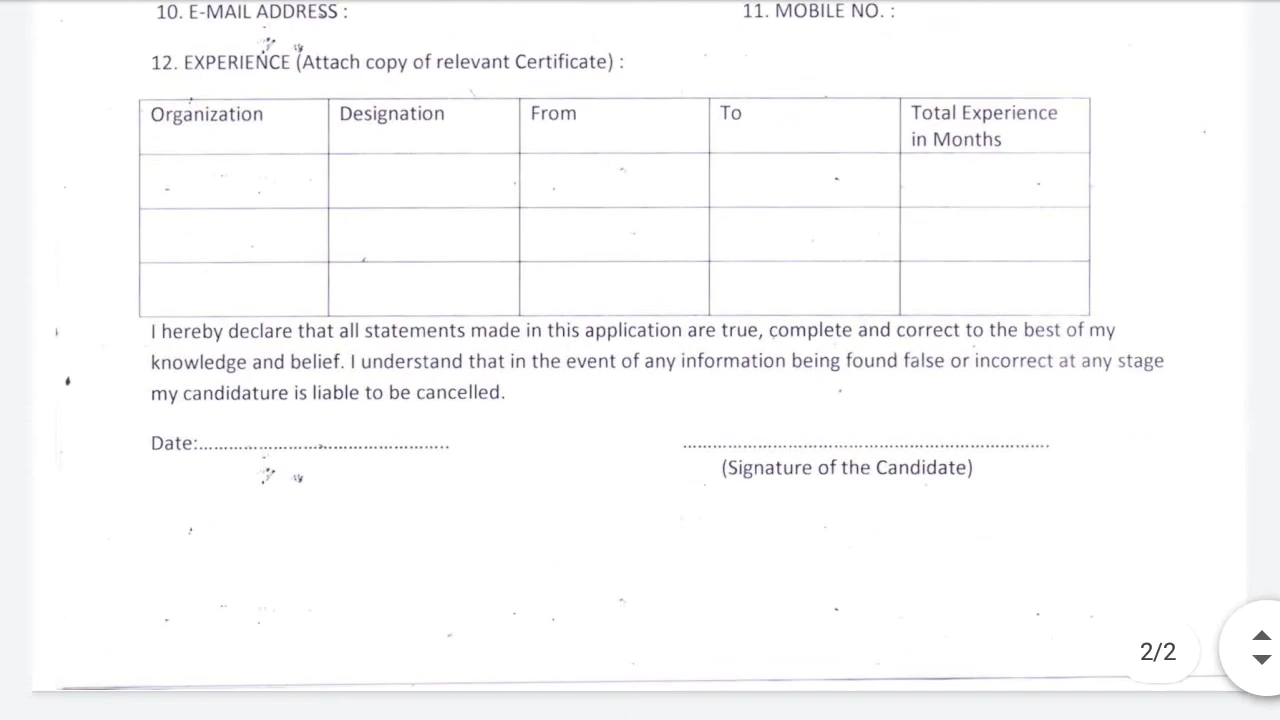 10. E-MAIL ADDRESS :
11. MOBILE NO. :
12. EXPERIENCE (Attach copy of relevant Certificate) :
Organization Designation From To Total Experience
in Months
I hereby declare that all statements made in this application are true, complete and correct to the best of my
knowledge and belief. I understand that in the event of any information being found false or incorrect at any stage
my candidature is liable to be cancelled.
Date:............................................. ..................................................................
(Signature of the Candidate)
2/2